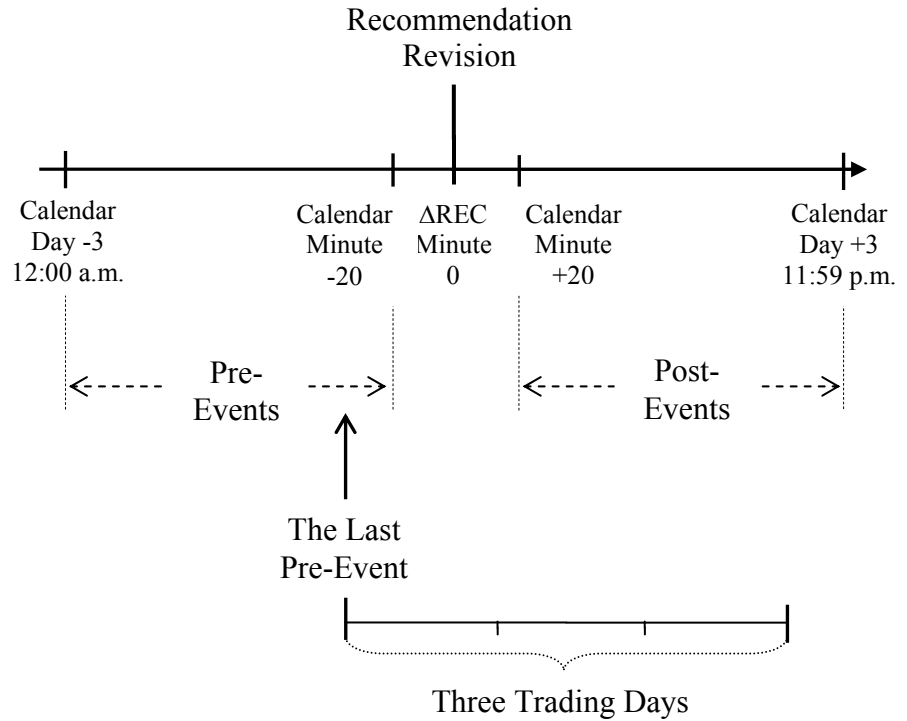 Recommendation
Revision
Calendar
Day -3
12:00 a.m.
Calendar
Minute
-20
ΔREC
Minute
0
Calendar
Minute
+20
Calendar
Day +3
11:59 p.m.
Pre-
Events
Post-
Events
The Last
Pre-Event
Three Trading Days